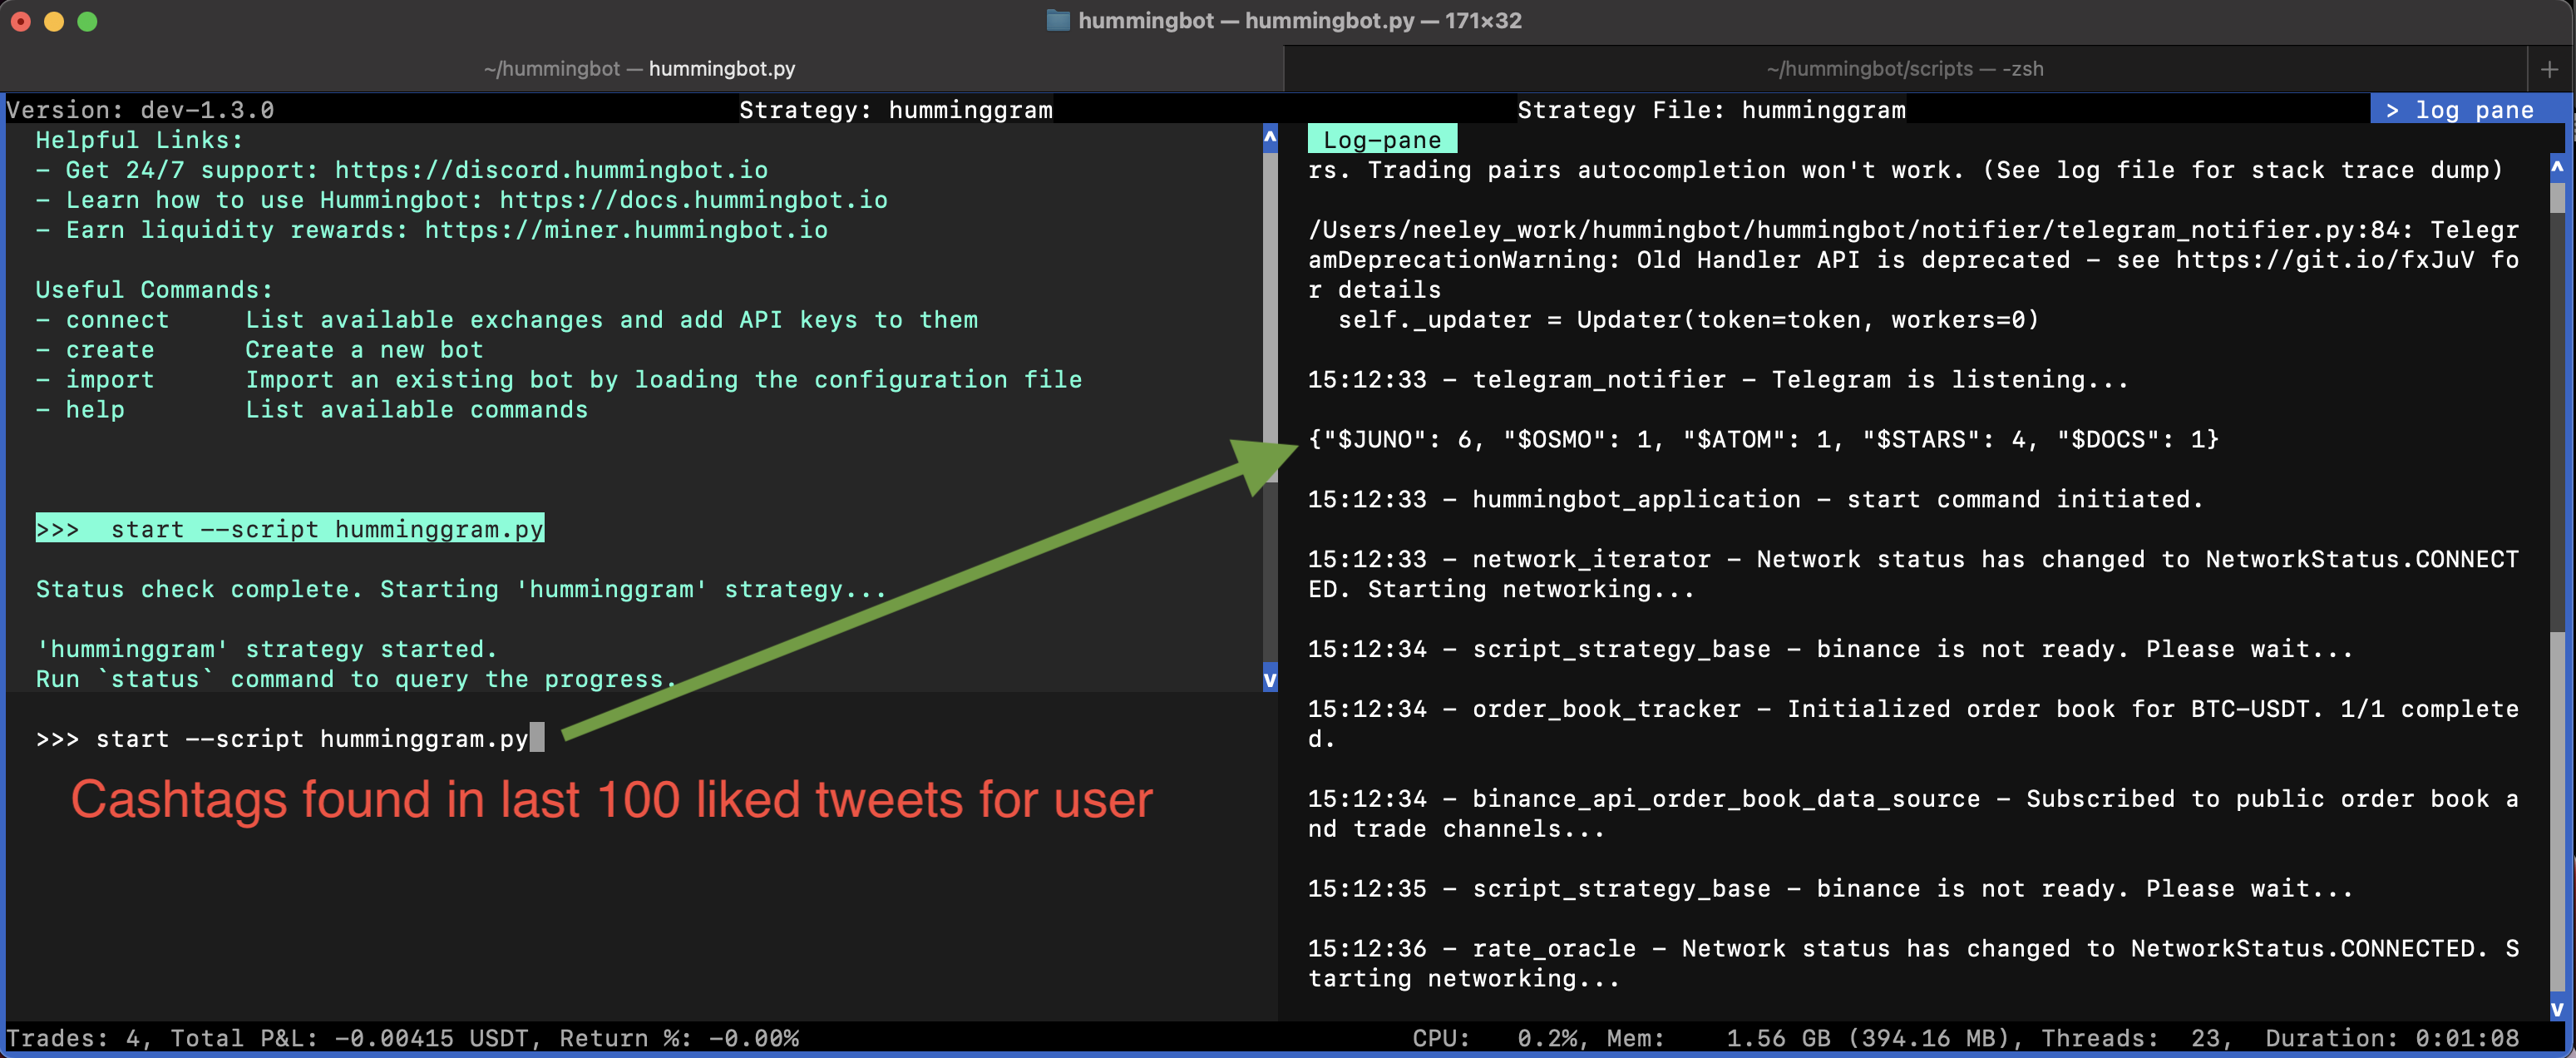 hummingbot — hummingbot.py — 171×32
~/hummingbot — hummingbot.py
~/hummingbot/scripts — -zsh
+
Version: dev-1.3.0
Strategy: humminggram
Strategy File: humminggram
> log pane
Helpful Links:
- Get 24/7 support: https://discord.hummingbot.io
- Learn how to use Hummingbot: https://docs.hummingbot.io
- Earn liquidity rewards: https://miner.hummingbot.io
Useful Commands:
- connect     List available exchanges and add API keys to them
- create      Create a new bot
- import      Import an existing bot by loading the configuration file
- help        List available commands
>>>  start --script humminggram.py
Status check complete. Starting 'humminggram' strategy...
'humminggram' strategy started.
Run `status` command to query the progress.
>>> start --script humminggram.py
Cashtags found in last 100 liked tweets for user
Log-pane
rs. Trading pairs autocompletion won't work. (See log file for stack trace dump)
/Users/neeley_work/hummingbot/hummingbot/notifier/telegram_notifier.py:84: Telegr
amDeprecationWarning: Old Handler API is deprecated - see https://git.io/fxJuV fo
r details
self._updater = Updater(token=token, workers=0)
15:12:33 - telegram_notifier - Telegram is listening...
{"$JUNO": 6, "$OSMO": 1, "$ATOM": 1, "$STARS": 4, "$DOCS": 1}
15:12:33 - hummingbot_application - start command initiated.
15:12:33 - network_iterator - Network status has changed to NetworkStatus.CONNECT
ED. Starting networking...
15:12:34 - script_strategy_base - binance is not ready. Please wait...
15:12:34 - order_book_tracker - Initialized order book for BTC-USDT. 1/1 complete
d.
15:12:34 - binance_api_order_book_data_source - Subscribed to public order book a
nd trade channels...
15:12:35 - script_strategy_base - binance is not ready. Please wait...
15:12:36 - rate_oracle - Network status has changed to NetworkStatus.CONNECTED. S
tarting networking...
Trades: 4, Total P&L: -0.00415 USDT, Return %: -0.00%
CPU:   0.2%, Mem:    1.56 GB (394.16 MB), Threads:  23,  Duration: 0:01:08